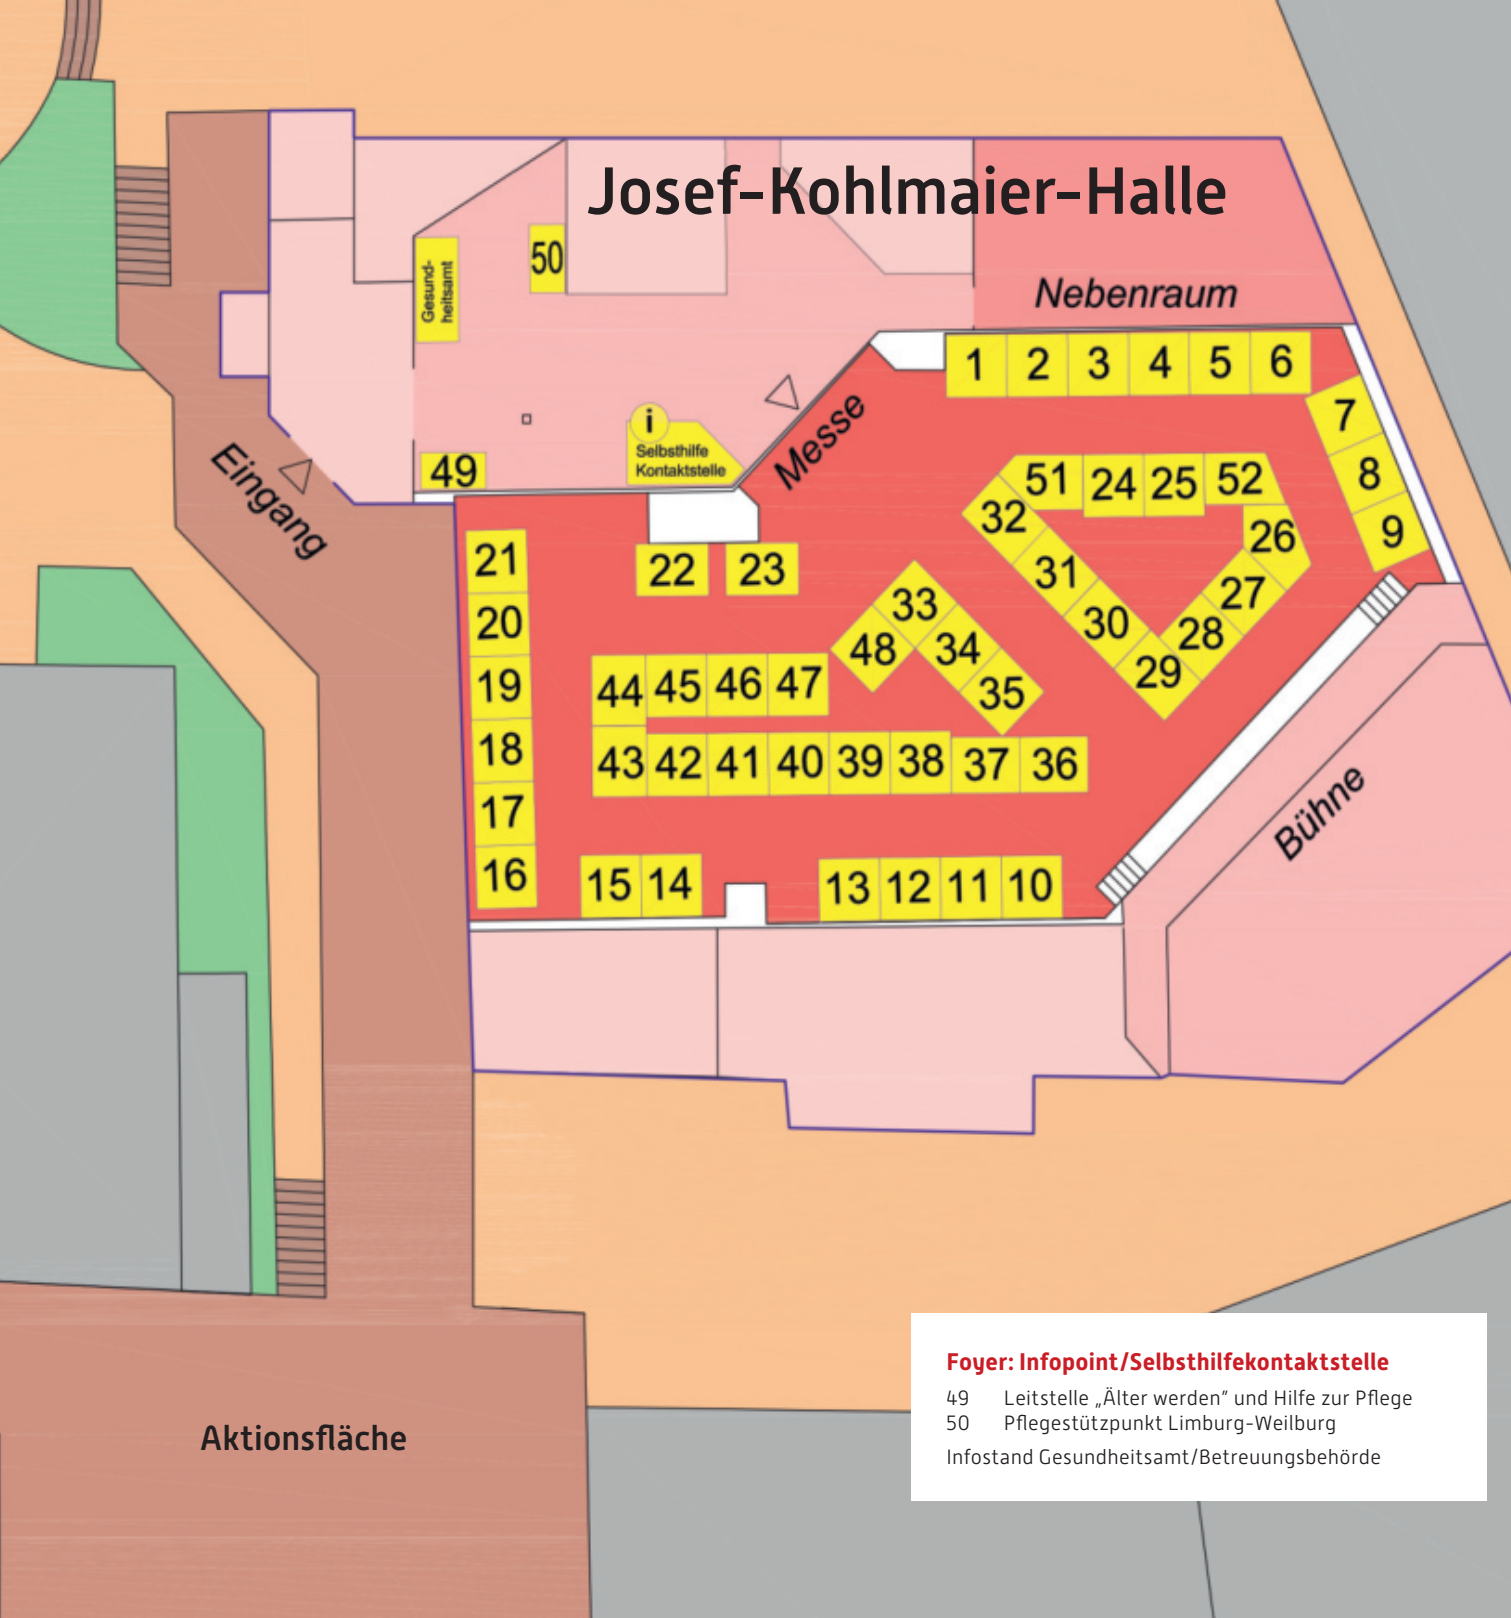 Josef-Kohlmaier-Halle
50
Gesund-
heitsamt
Nebenraum
1 2 3 4 5 6
7
8
9
i
Selbsthilfe
Kontaktstelle
Messe
49
Eingang
51 24 25 52
32
26
31
27
30
28
29
21
20
19
18
17
16
22 23
33
48
34
35
44 45 46 47
43 42 41 40 39 38 37 36
15 14
13 12 11 10
Bühne
Aktionsfläche
Foyer: Infopoint/Selbsthilfekontaktstelle
49 Leitstelle „Älter werden“ und Hilfe zur Pflege
50 Pflegestützpunkt Limburg-Weilburg
Infostand Gesundheitsamt/Betreuungsbehörde